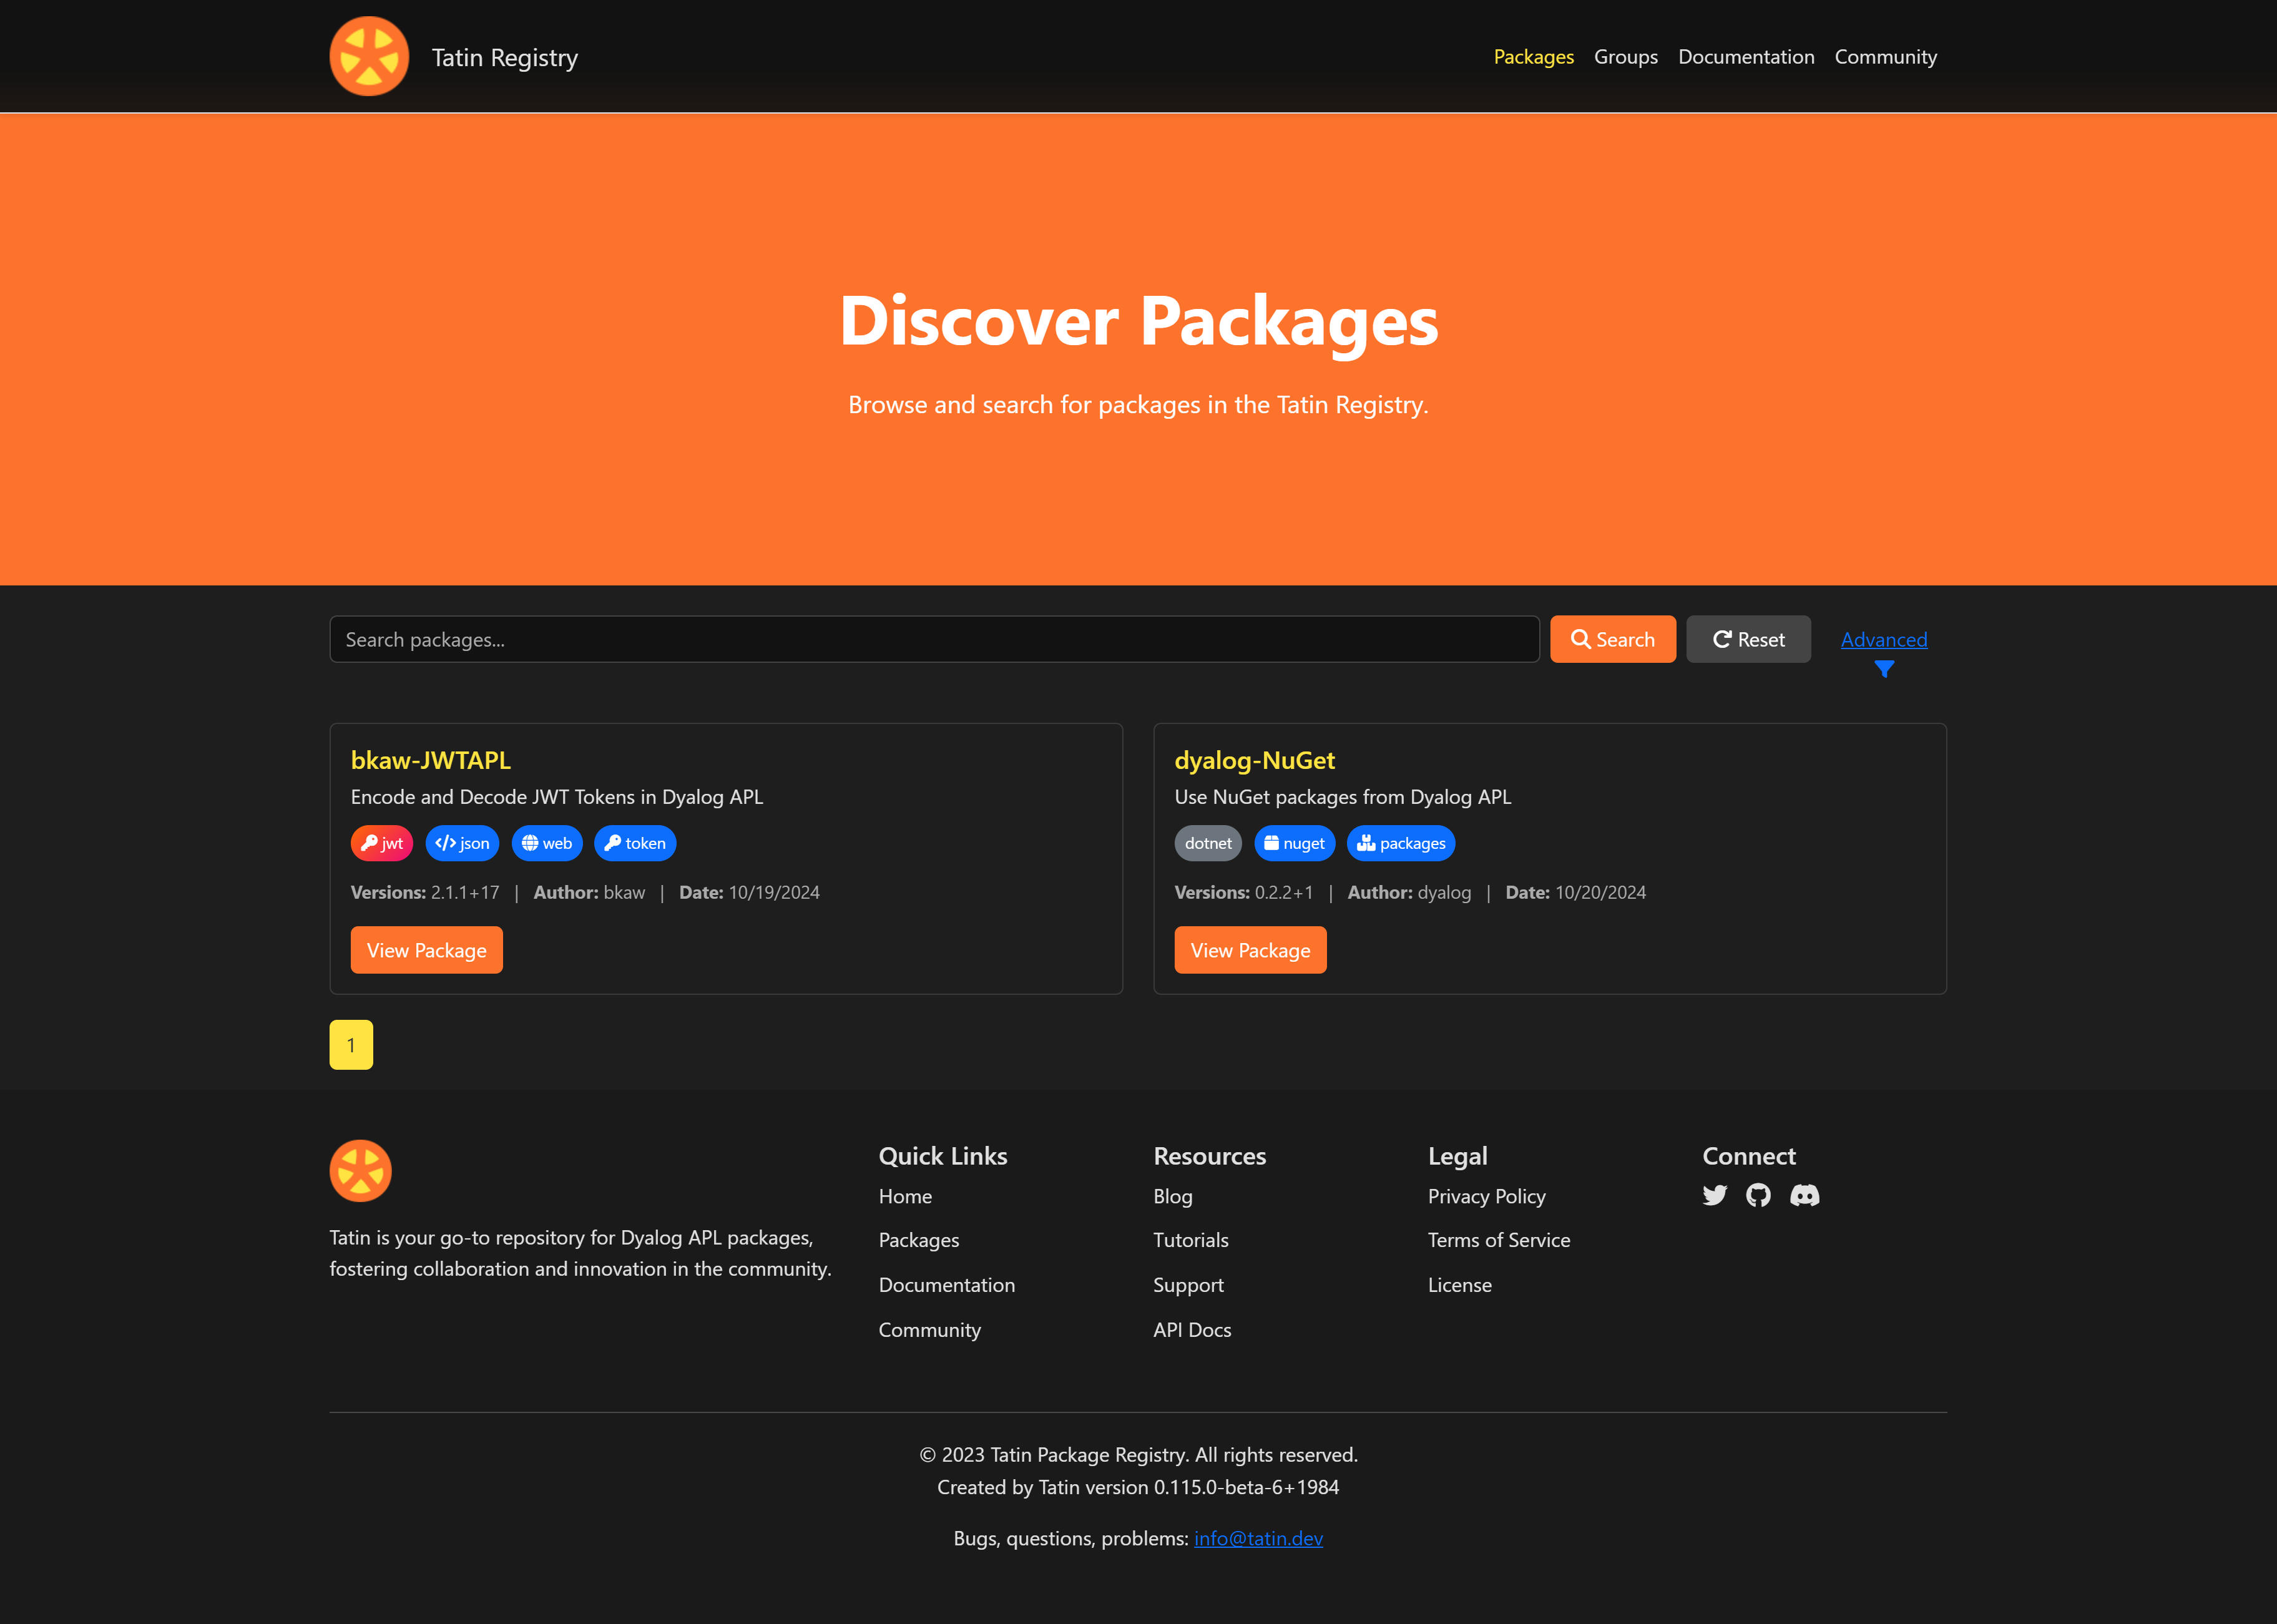 Tatin Registry
Packages Groups Documentation Community
Discover Packages
Browse and search for packages in the Tatin Registry.
Search packages...
Search
Reset
Advanced
bkaw-JWTAPL
Encode and Decode JWT Tokens in Dyalog APL
jwt json web token
Versions: 2.1.1+17 | Author: bkaw | Date: 10/19/2024
View Package
dyalog-NuGet
Use NuGet packages from Dyalog APL
dotnet nuget packages
Versions: 0.2.2+1 | Author: dyalog | Date: 10/20/2024
View Package
1
Tatin is your go-to repository for Dyalog APL packages,
fostering collaboration and innovation in the community.
Quick Links
Home
Packages
Documentation
Community
Resources
Blog
Tutorials
Support
API Docs
Legal
Privacy Policy
Terms of Service
License
Connect
© 2023 Tatin Package Registry. All rights reserved.
Created by Tatin version 0.115.0-beta-6+1984
Bugs, questions, problems: info@tatin.dev